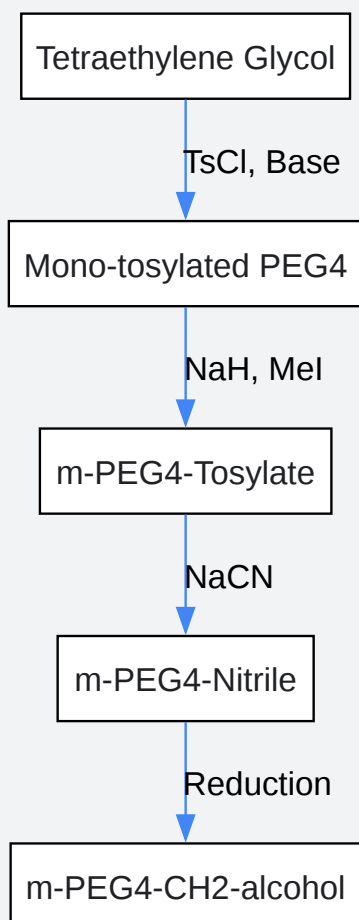 Tetraethylene Glycol
TsCl, Base
Mono-tosylated PEG4
NaH, MeI
m-PEG4-Tosylate
NaCN
m-PEG4-Nitrile
Reduction
m-PEG4-CH2-alcohol